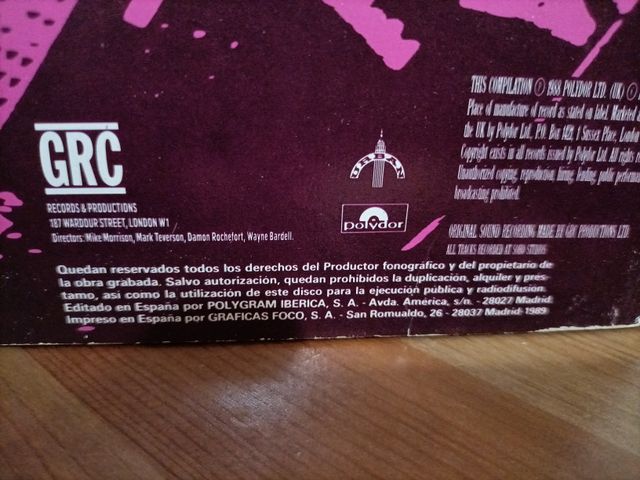 GRC
RECORDS & PRODUCTIONS
187 WARDOUR STREET, LONDON W1
Directors: Mike Morrison, Mark Teverson, Damon Rochefort, Wayne Bardell.
URBAN
polydor
THIS COMPILATION Ⓟ 1988 POLYDOR LTD. (UK) ©
Place of manufacture of record as stated on label. Marketed
the UK by Polydor Ltd., P.O. Box 1421, 1 Sussex Place, London
Copyright exists in all records issued by Polydor Ltd. All rights
Unauthorized copying, reproduction, hiring, lending, public performance
broadcasting prohibited.
ORIGINAL SOUND RECORDING MADE BY GRC PRODUCTIONS LTD.
ALL TRACKS RECORDED AT SOHO STUDIOS
Quedan reservados todos los derechos del Productor fonográfico y del propietario de
la obra grabada. Salvo autorización, quedan prohibidos la duplicación, alquiler y prés-
tamo, así como la utilización de este disco para la ejecución pública y radiodifusión.
Editado en España por POLYGRAM IBERICA, S. A. - Avda. América, s/n. - 28027 Madrid
Impreso en España por GRAFICAS FOCO, S. A. - San Romualdo, 26 - 28037 Madrid-1989